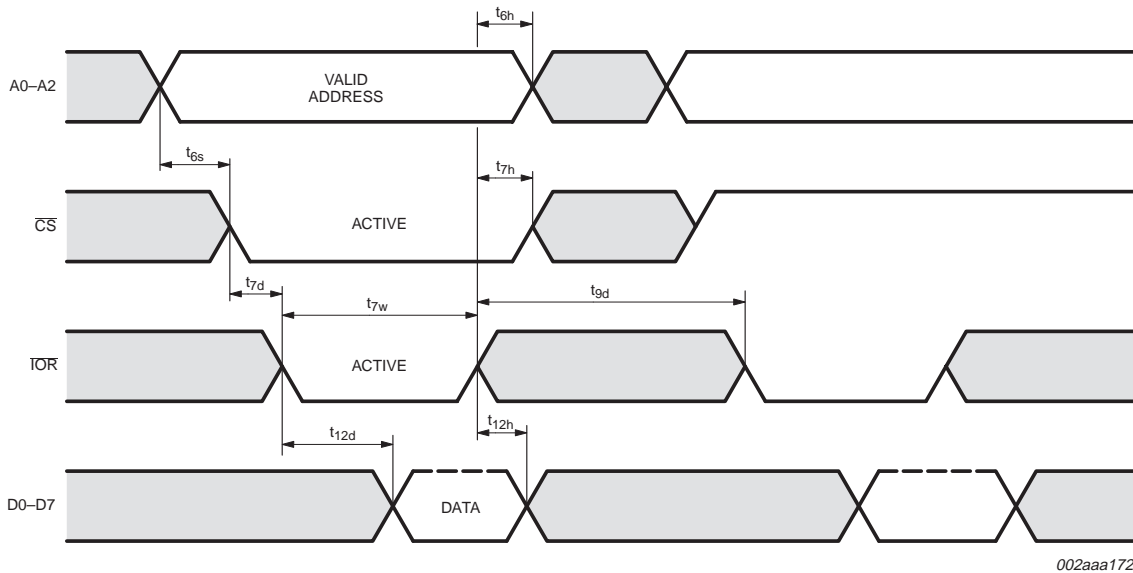 t6h
A0–A2
VALID
ADDRESS
t6s
t7h
CS
ACTIVE
t7d
t7w
t9d
IOR
ACTIVE
t12d
t12h
D0–D7
DATA
002aaa172